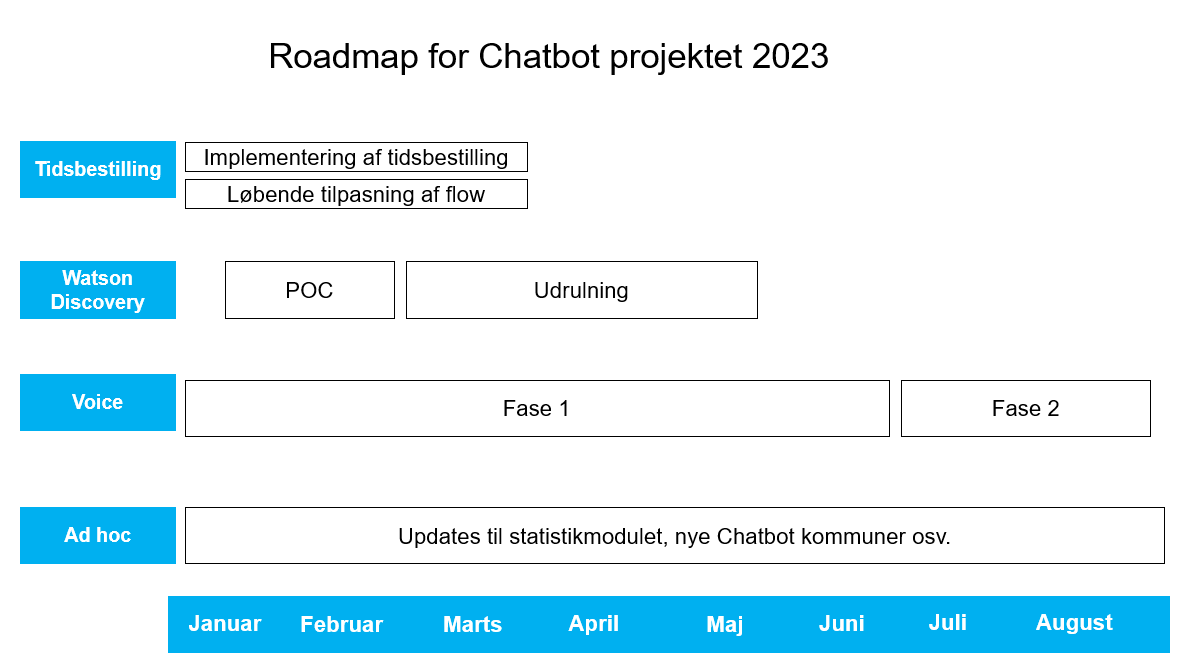 Roadmap for Chatbot projektet 2023
Tidsbestilling
Implementering af tidsbestilling
Løbende tilpasning af flow
Watson
Discovery
POC
Udrulning
Voice
Fase 1
Fase 2
Ad hoc
Updates til statistikmodulet, nye Chatbot kommuner osv.
Januar Februar Marts April Maj Juni Juli August